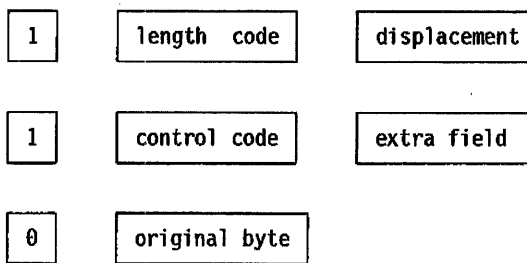 1 length code displacement
1 control code extra field
0 original byte